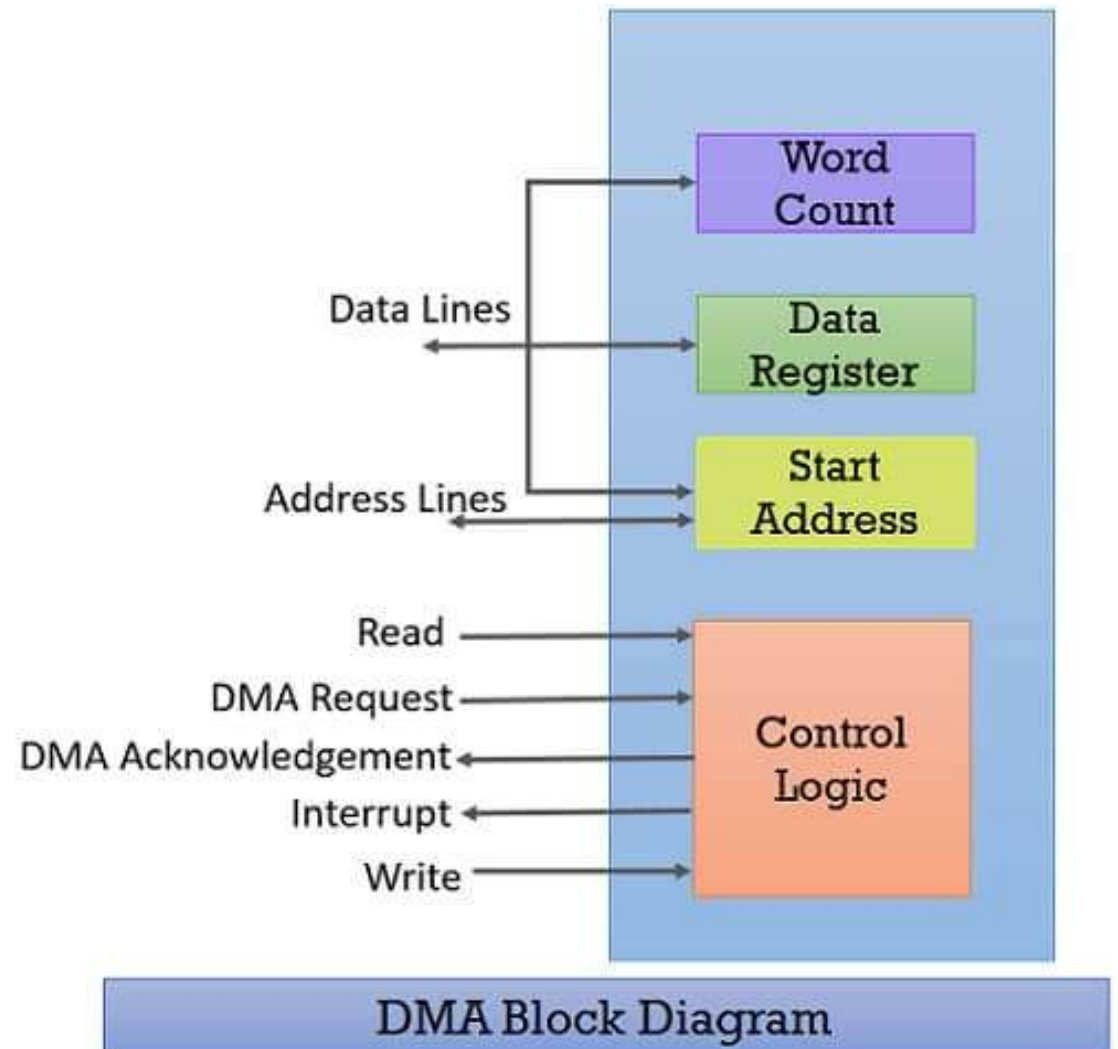 Word
Count
Data Lines
Data
Register
Start
Address
Address Lines
Read
DMA Request
DMA Acknowledgement
Interrupt
Write
Control
Logic
DMA Block Diagram